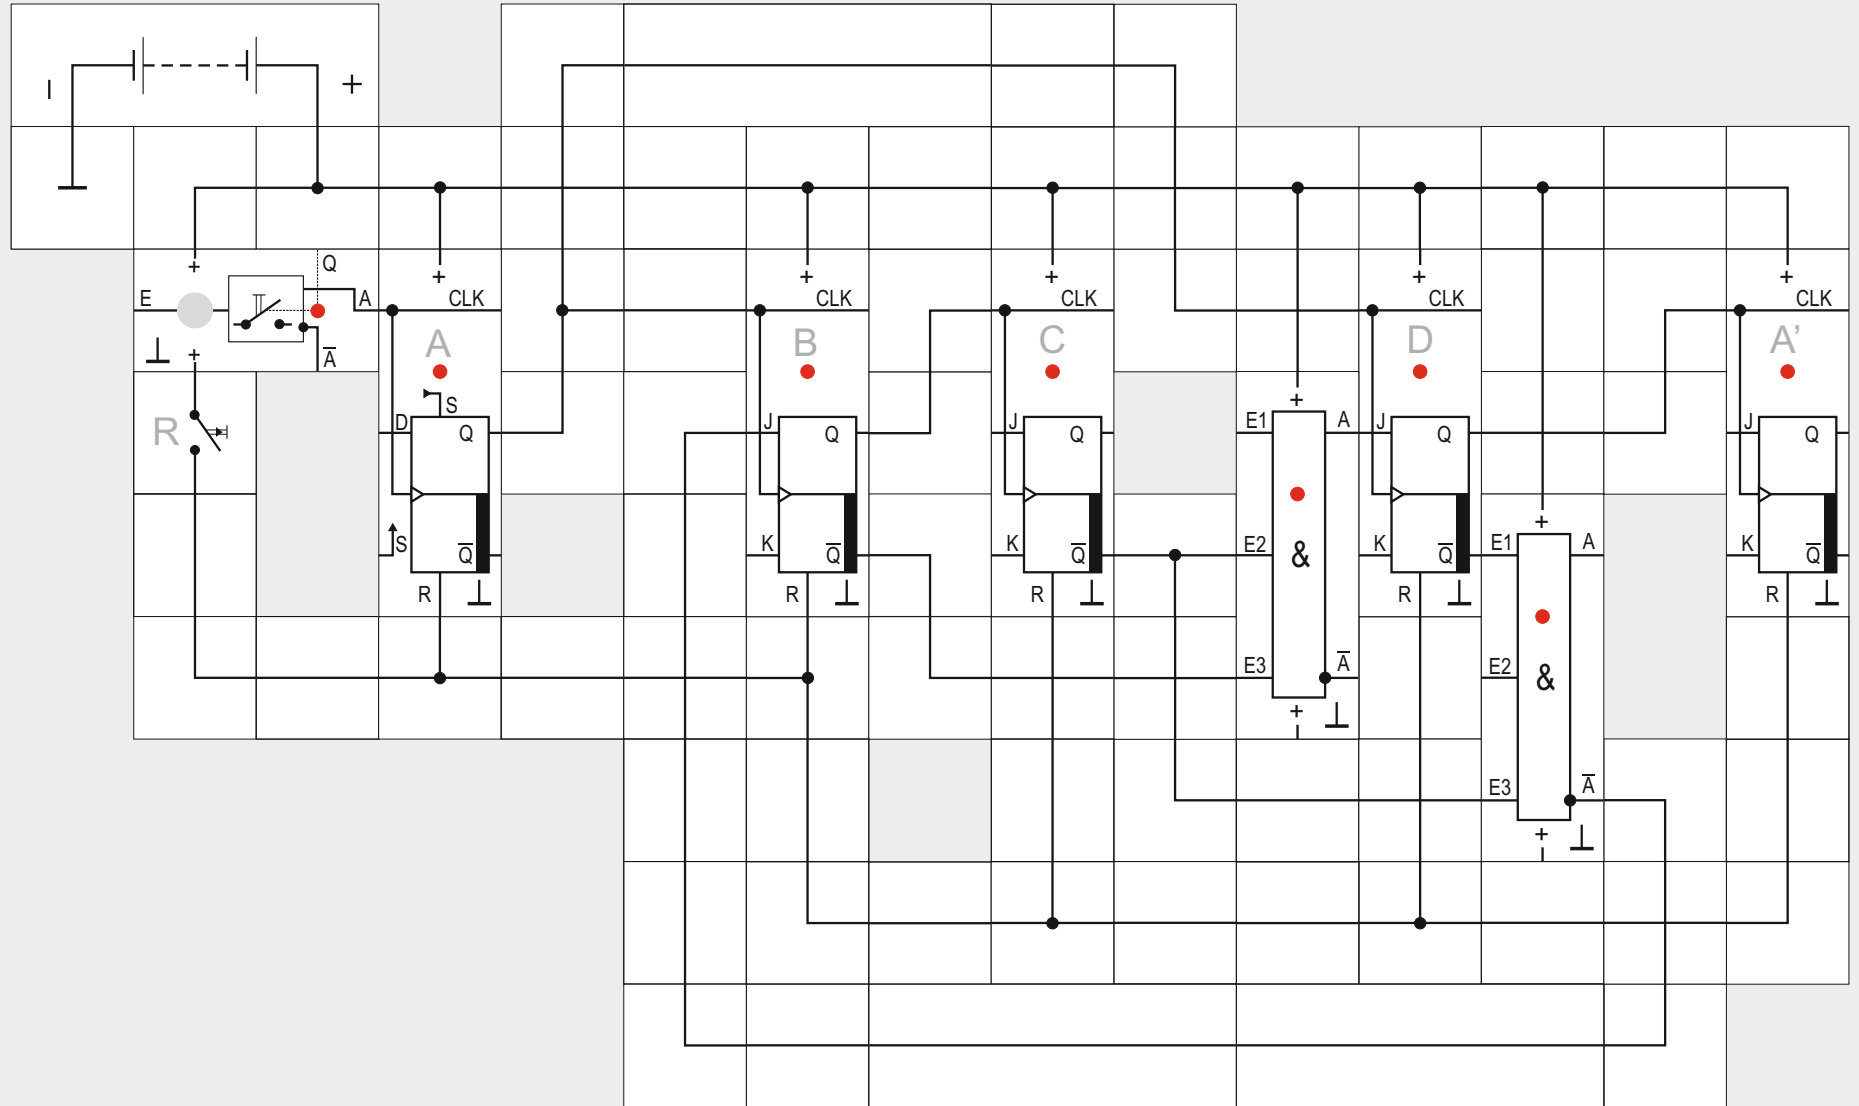 − +
+ + + + + + +
E Q A CLK CLK CLK CLK CLK
A B C D A'
+ A̅
R S + E1 A
D Q J Q J Q J Q J Q
+
S Q̅ K Q̅ K Q̅ E2 & K Q̅ E1 A K Q̅
R R R R R
E3 A̅ E2 &
+
E3 A̅
+